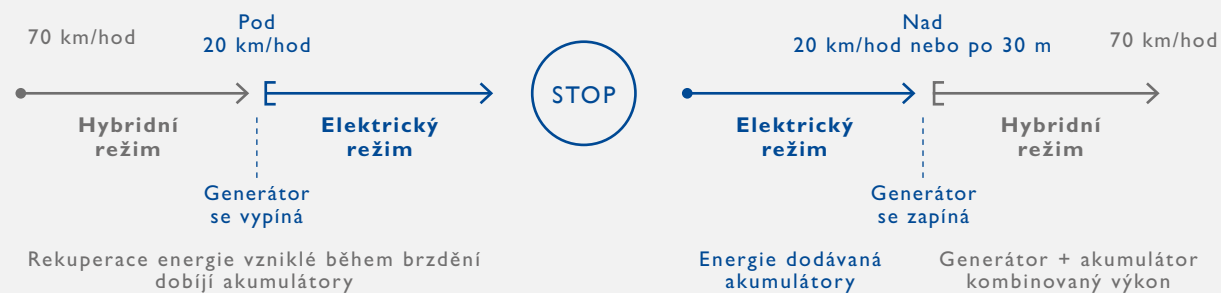 70 km/hod
Pod
20 km/hod
Hybridní
režim
Elektrický
režim
Generátor
se vypíná
Rekuperace energie vzniklé během brzdění
dobíjí akumulátory
STOP
Nad
20 km/hod nebo po 30 m
70 km/hod
Elektrický
režim
Hybridní
režim
Generátor
se zapíná
Energie dodávaná
akumulátory
Generátor + akumulátor
kombinovaný výkon